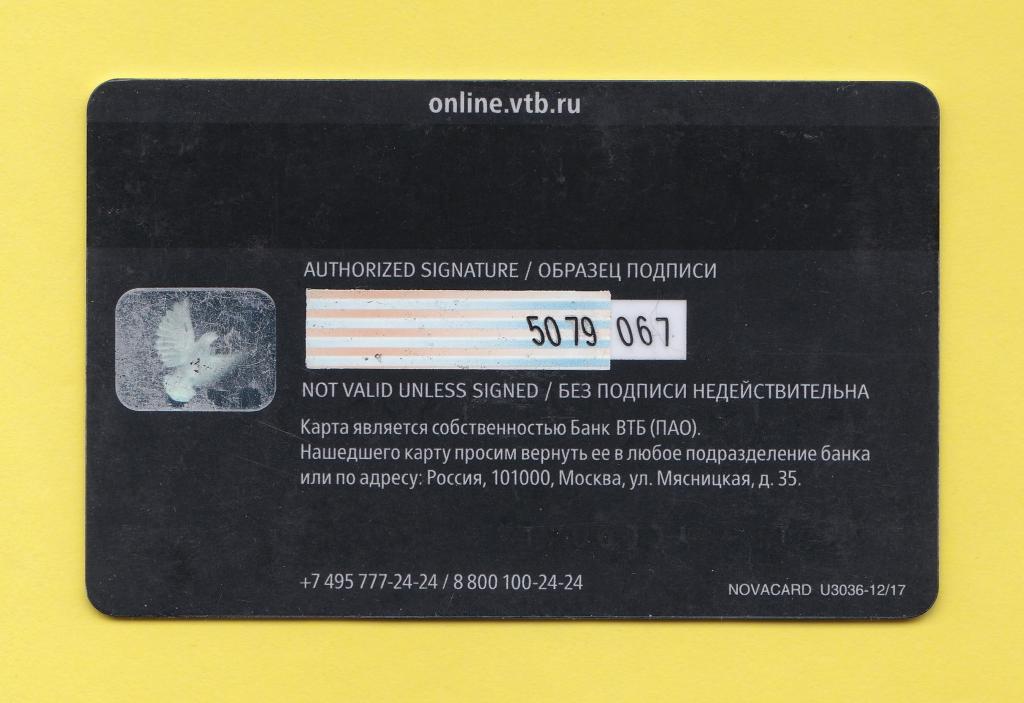 online.vtb.ru
AUTHORIZED SIGNATURE / ОБРАЗЕЦ ПОДПИСИ
5079 067
NOT VALID UNLESS SIGNED / БЕЗ ПОДПИСИ НЕДЕЙСТВИТЕЛЬНА
Карта является собственностью Банк ВТБ (ПАО).
Нашедшего карту просим вернуть ее в любое подразделение банка
или по адресу: Россия, 101000, Москва, ул. Мясницкая, д. 35.
+7 495 777-24-24 / 8 800 100-24-24
NOVACARD U3036-12/17